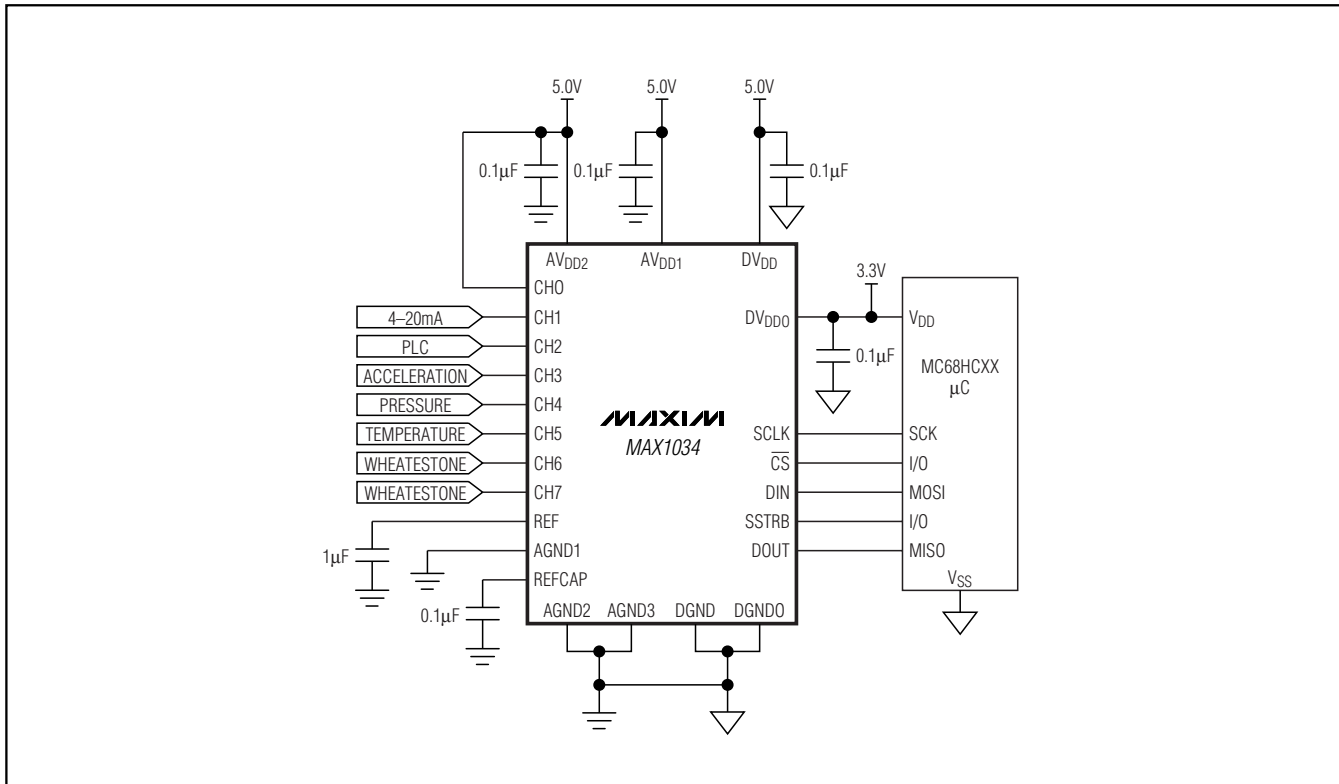 5.0V 5.0V 5.0V
0.1µF 0.1µF 0.1µF
AVDD2 AVDD1 DVDD
3.3V
CH0
4–20mA CH1 DVDDO VDD
PLC CH2
0.1µF
ACCELERATION CH3 MC68HCXX
µC
PRESSURE CH4
MAXIM
TEMPERATURE CH5 SCLK SCK
MAX1034
WHEATESTONE CH6 CS I/O
WHEATESTONE CH7 DIN MOSI
REF SSTRB I/O
1µF AGND1 DOUT MISO
REFCAP VSS
0.1µF AGND2 AGND3 DGND DGNDO